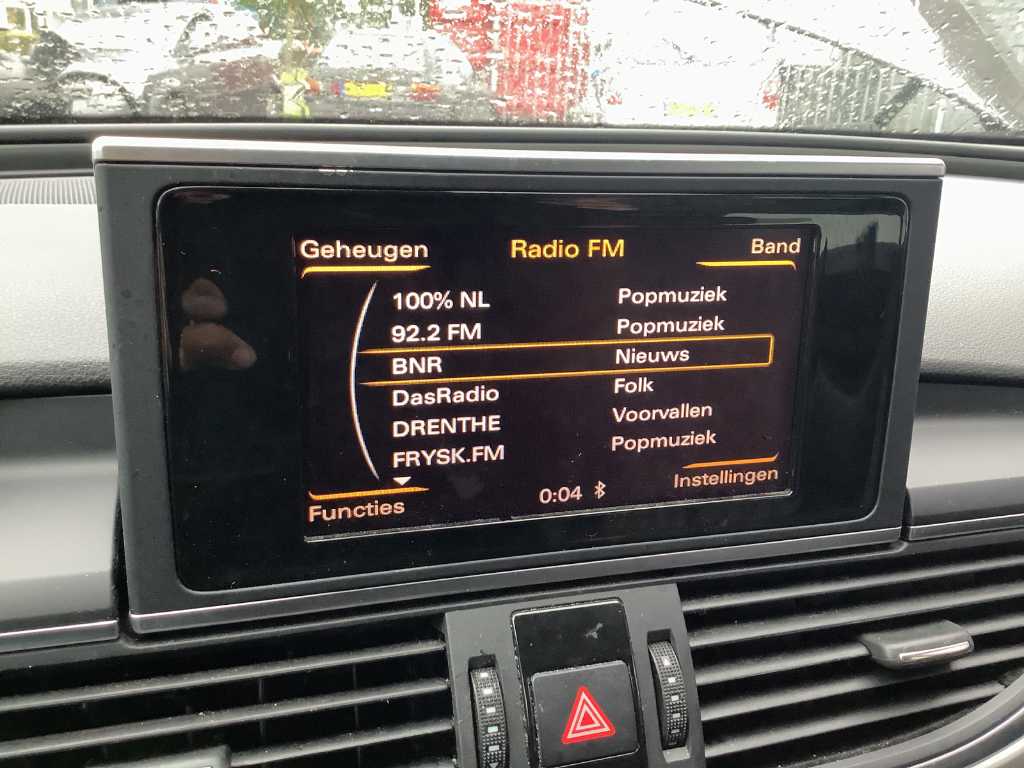 Geheugen Radio FM Band
100% NL Popmuziek
92.2 FM Popmuziek
BNR Nieuws
DasRadio Folk
DRENTHE Voorvallen
FRYSK.FM Popmuziek
Functies 0:04 Instellingen